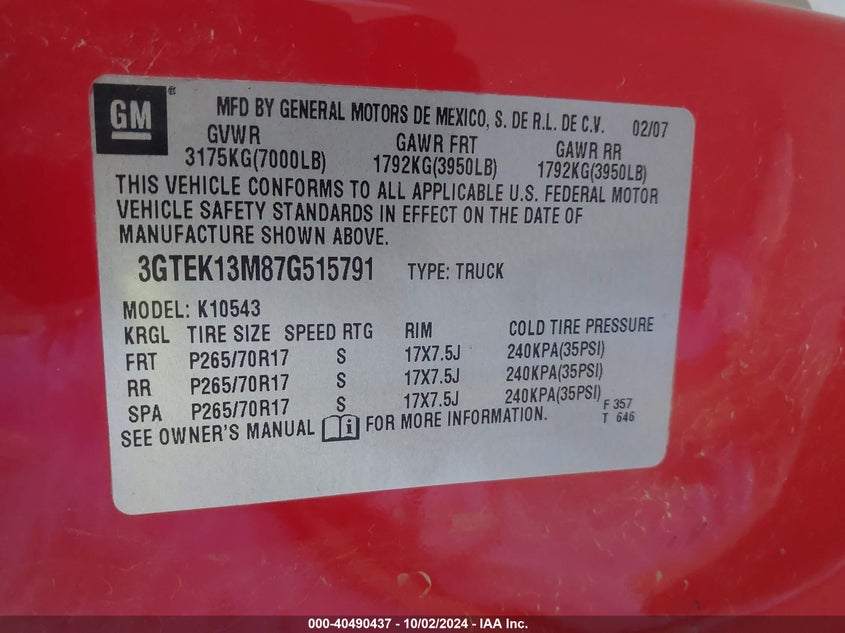 GM ® MFD BY GENERAL MOTORS DE MEXICO, S. DE R.L. DE C.V. 02/07
GVWR GAWR FRT GAWR RR
3175KG(7000LB) 1792KG(3950LB) 1792KG(3950LB)
THIS VEHICLE CONFORMS TO ALL APPLICABLE U.S. FEDERAL MOTOR
VEHICLE SAFETY STANDARDS IN EFFECT ON THE DATE OF
MANUFACTURE SHOWN ABOVE.
3GTEK13M87G515791 TYPE: TRUCK
MODEL: K10543
KRGL TIRE SIZE SPEED RTG RIM COLD TIRE PRESSURE
FRT P265/70R17 S 17X7.5J 240KPA(35PSI)
RR P265/70R17 S 17X7.5J 240KPA(35PSI)
SPA P265/70R17 S 17X7.5J 240KPA(35PSI)
SEE OWNER'S MANUAL i FOR MORE INFORMATION.
F 357
T 646
000-40490437 - 10/02/2024 - IAA Inc.